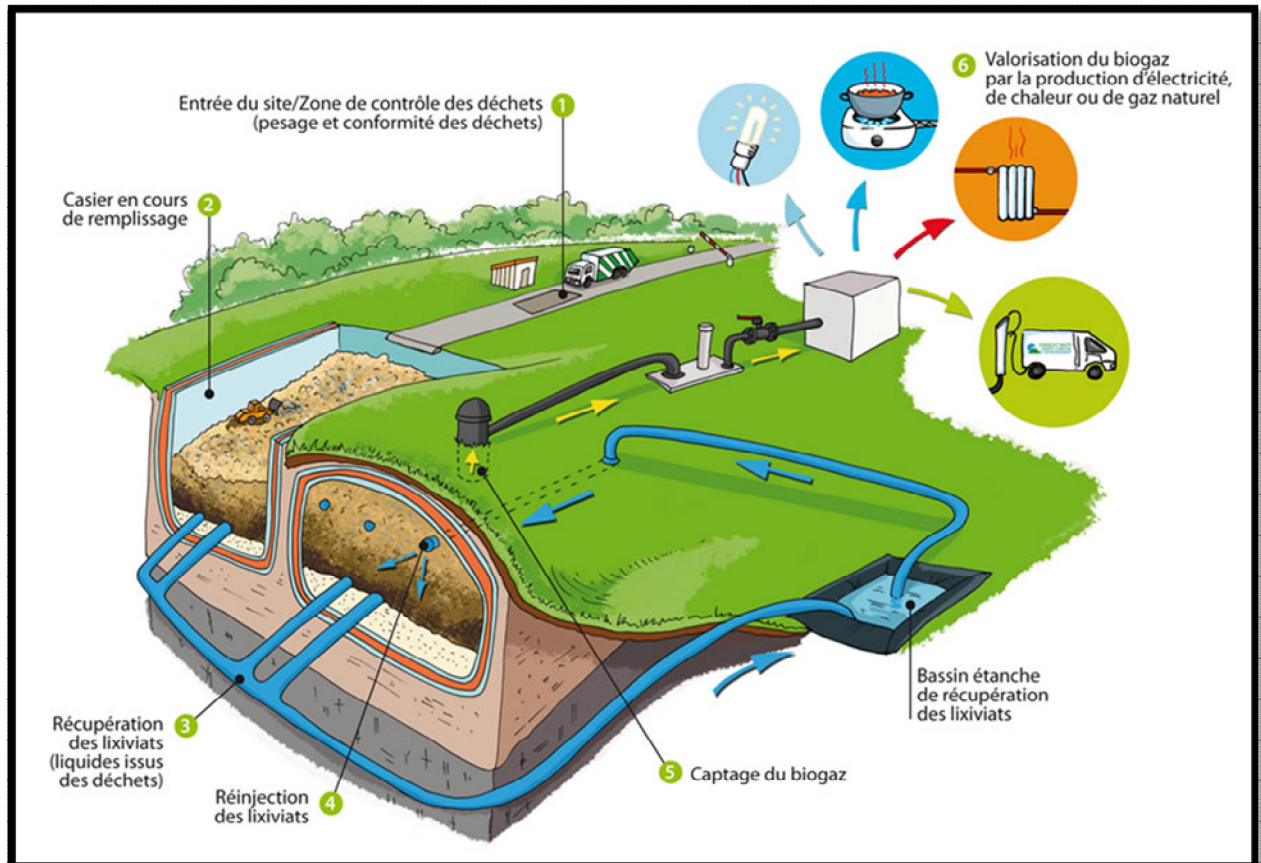 1 Entrée du site/Zone de contrôle des déchets
(pesage et conformité des déchets)
6 Valorisation du biogaz
par la production d'électricité,
de chaleur ou de gaz naturel
2 Casier en cours
de remplissage
3 Récupération
des lixiviats
(liquides issus
des déchets)
4 Réinjection
des lixiviats
5 Captage du biogaz
Bassin étanche
de récupération
des lixiviats